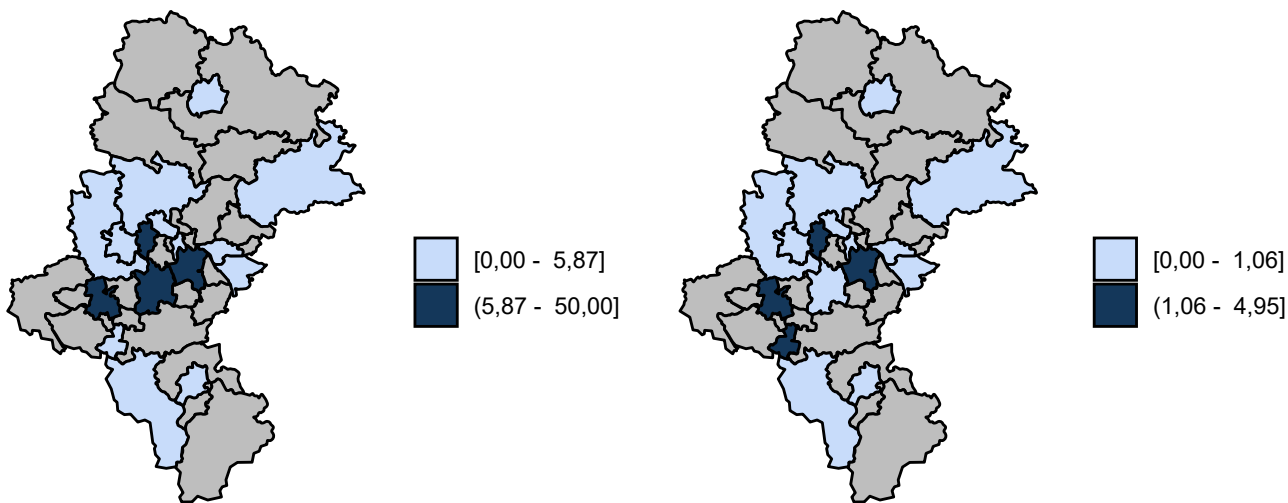 [0,00 - 5,87]
(5,87 - 50,00]
[0,00 - 1,06]
(1,06 - 4,95]